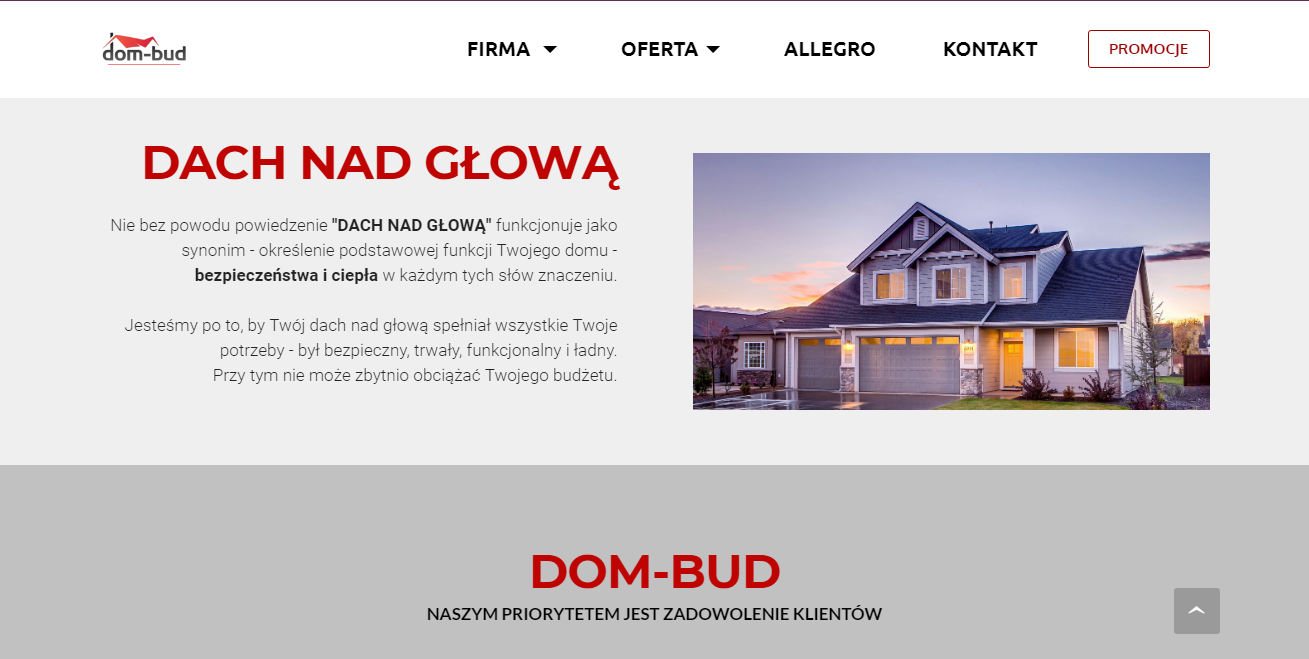 dom-bud
FIRMA
OFERTA
ALLEGRO
KONTAKT
PROMOCJE
DACH NAD GŁOWĄ
Nie bez powodu powiedzenie "DACH NAD GŁOWĄ" funkcjonuje jako
synonim - określenie podstawowej funkcji Twojego domu -
bezpieczeństwa i ciepła w każdym tych słów znaczeniu.
Jesteśmy po to, by Twój dach nad głową spełniał wszystkie Twoje
potrzeby - był bezpieczny, trwały, funkcjonalny i ładny.
Przy tym nie może zbytnio obciążać Twojego budżetu.
DOM-BUD
NASZYM PRIORYTETEM JEST ZADOWOLENIE KLIENTÓW